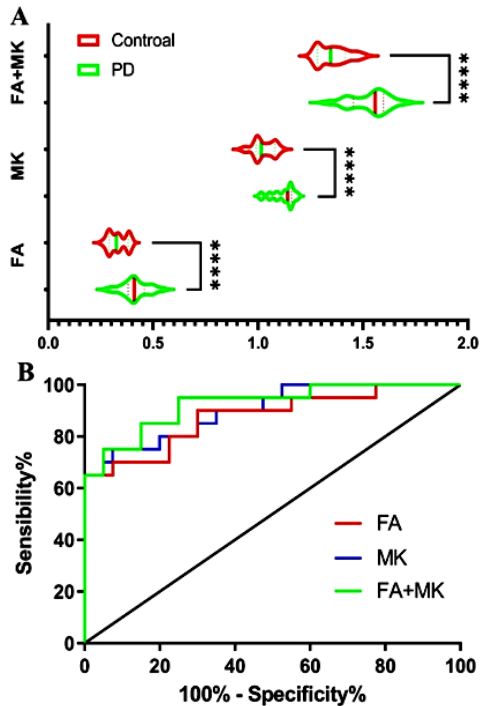 A
Controal
PD
FA+MK
****
MK
****
FA
****
0.0
0.5
1.0
1.5
2.0
B
100
80
60
40
20
0
Sensibility%
FA
MK
FA+MK
0
20
40
60
80
100
100% - Specificity%